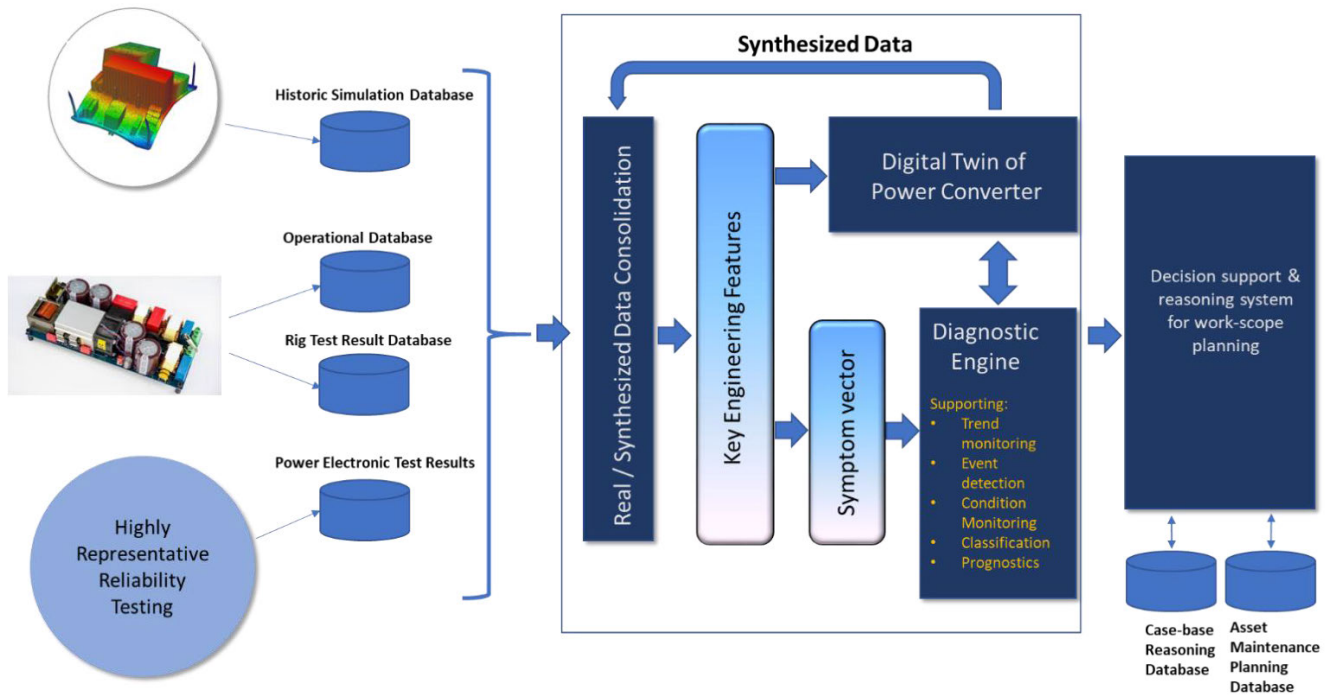 Synthesized Data
Historic Simulation Database
Operational Database
Rig Test Result Database
Power Electronic Test Results
Highly
Representative
Reliability
Testing
Real / Synthesized Data Consolidation
Key Engineering Features
Symptom vector
Digital Twin of
Power Converter
Diagnostic
Engine
Supporting:
• Trend
monitoring
• Event
detection
• Condition
Monitoring
• Classification
• Prognostics
Decision support &
reasoning system
for work-scope
planning
Case-base
Reasoning
Database
Asset
Maintenance
Planning
Database